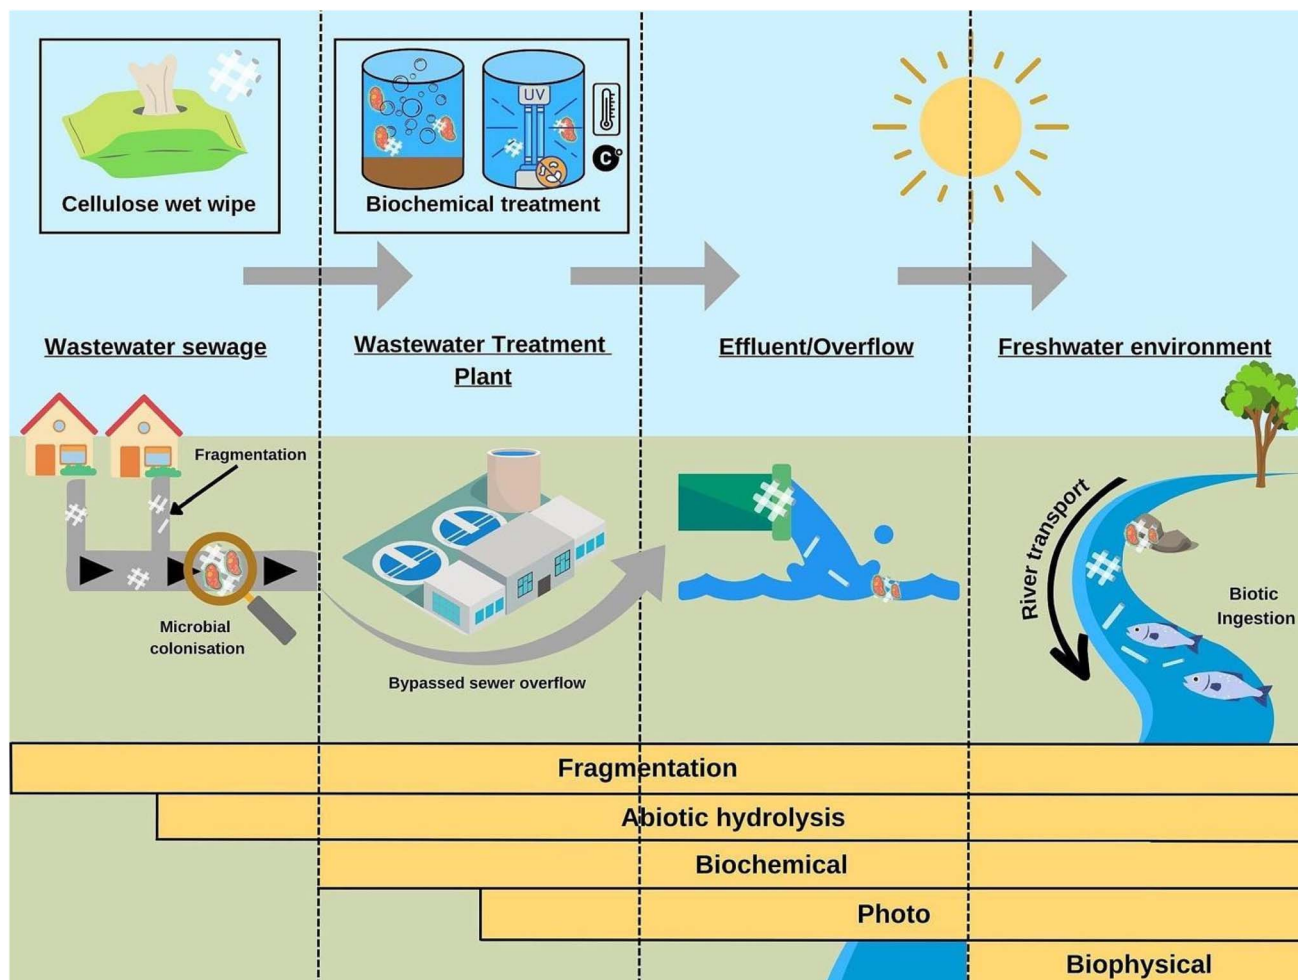 UV
C°
Cellulose wet wipe
Biochemical treatment
Wastewater sewage
Wastewater Treatment
Plant
Effluent/Overflow
Freshwater environment
Fragmentation
Microbial
colonisation
Bypassed sewer overflow
River transport
Biotic
Ingestion
Fragmentation
Abiotic hydrolysis
Biochemical
Photo
Biophysical